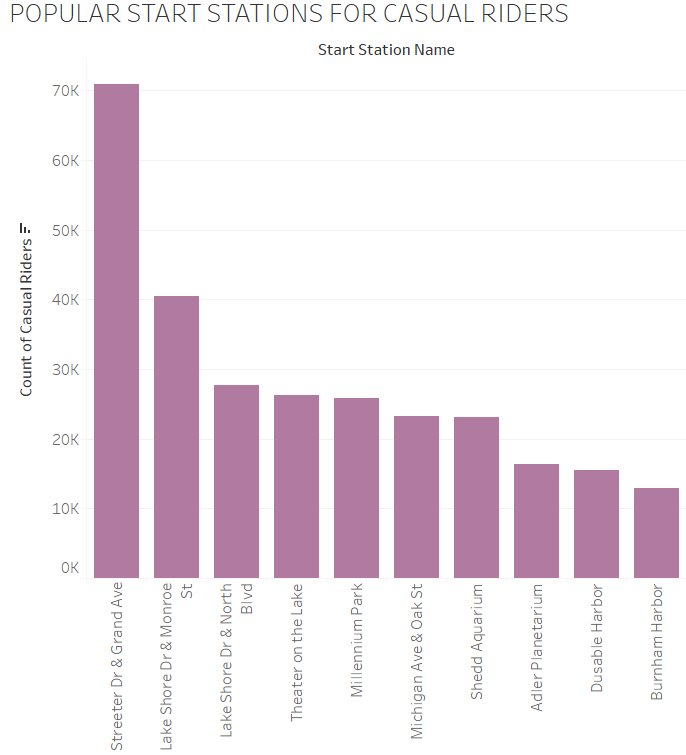 POPULAR START STATIONS FOR CASUAL RIDERS
Start Station Name
Count of Casual Riders
70K
60K
50K
40K
30K
20K
10K
0K
Streeter Dr & Grand Ave
Lake Shore Dr & Monroe
St
Lake Shore Dr & North
Blvd
Theater on the Lake
Millennium Park
Michigan Ave & Oak St
Shedd Aquarium
Adler Planetarium
Dusable Harbor
Burnham Harbor